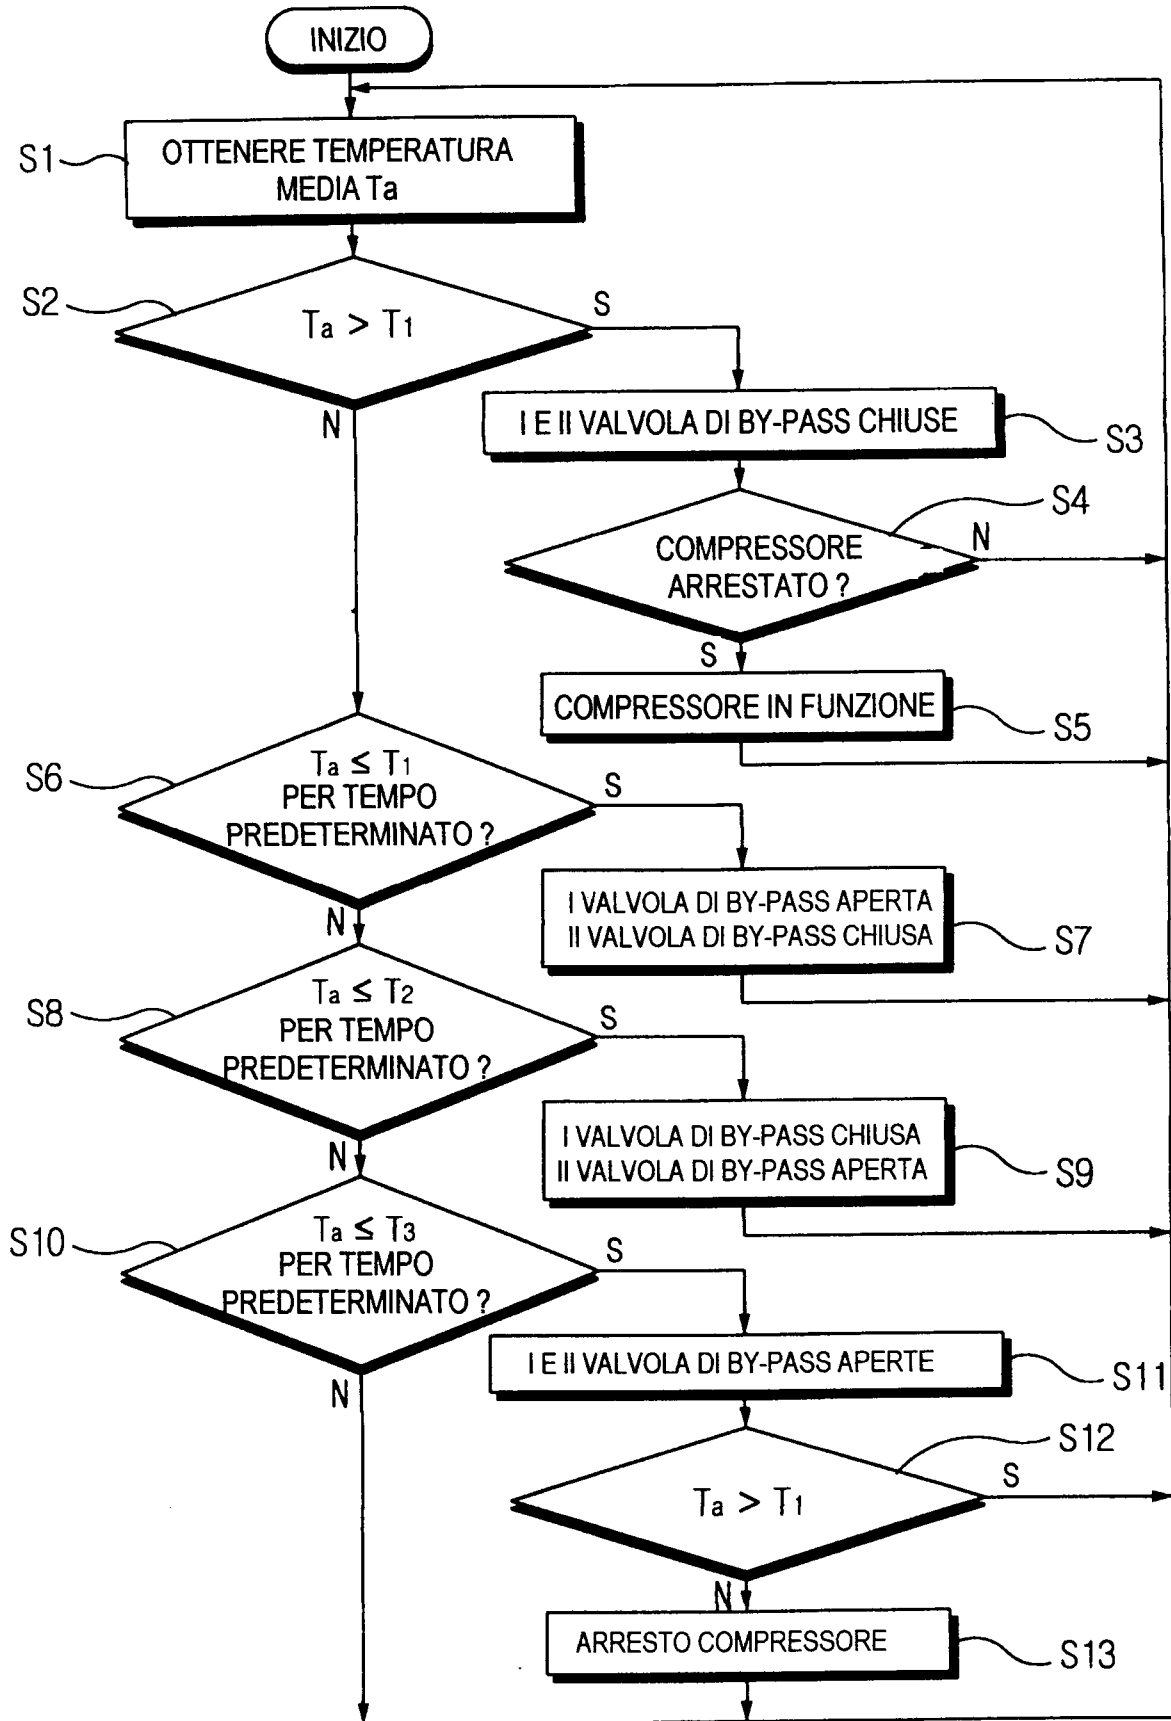 INIZIO
S1
OTTENERE TEMPERATURA
MEDIA Ta
S2
Ta > T1
S
N
I E II VALVOLA DI BY-PASS CHIUSE
S3
S4
COMPRESSORE
ARRESTATO ?
N
S
COMPRESSORE IN FUNZIONE
S5
S6
Ta ≤ T1
PER TEMPO
PREDETERMINATO ?
S
N
I VALVOLA DI BY-PASS APERTA
II VALVOLA DI BY-PASS CHIUSA
S7
S8
Ta ≤ T2
PER TEMPO
PREDETERMINATO ?
S
N
I VALVOLA DI BY-PASS CHIUSA
II VALVOLA DI BY-PASS APERTA
S9
S10
Ta ≤ T3
PER TEMPO
PREDETERMINATO ?
S
N
I E II VALVOLA DI BY-PASS APERTE
S11
S12
Ta > T1
S
N
ARRESTO COMPRESSORE
S13